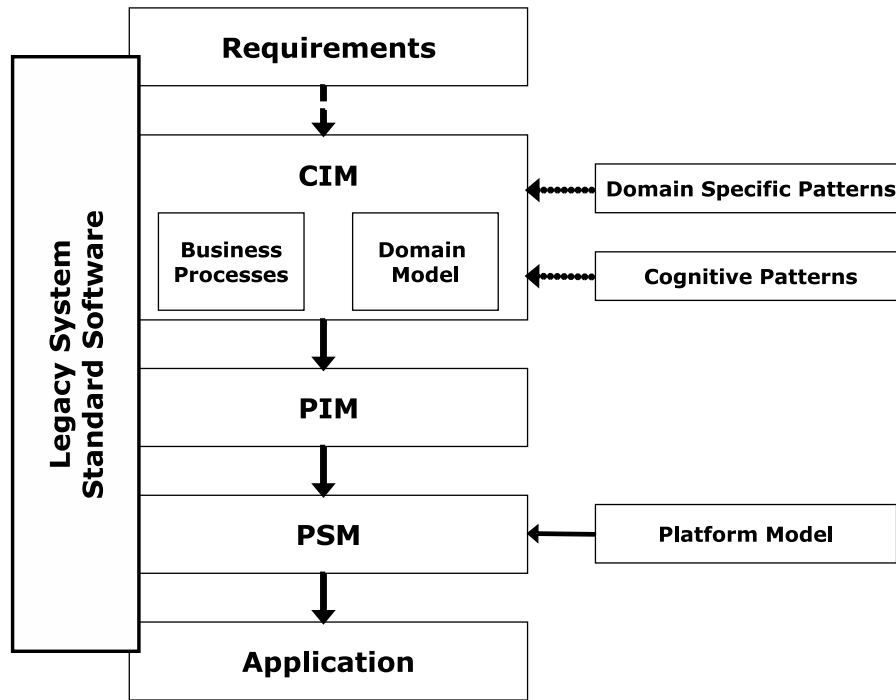 Requirements
Legacy System
Standard Software
CIM
Business
Processes
Domain
Model
Domain Specific Patterns
Cognitive Patterns
PIM
PSM
Platform Model
Application